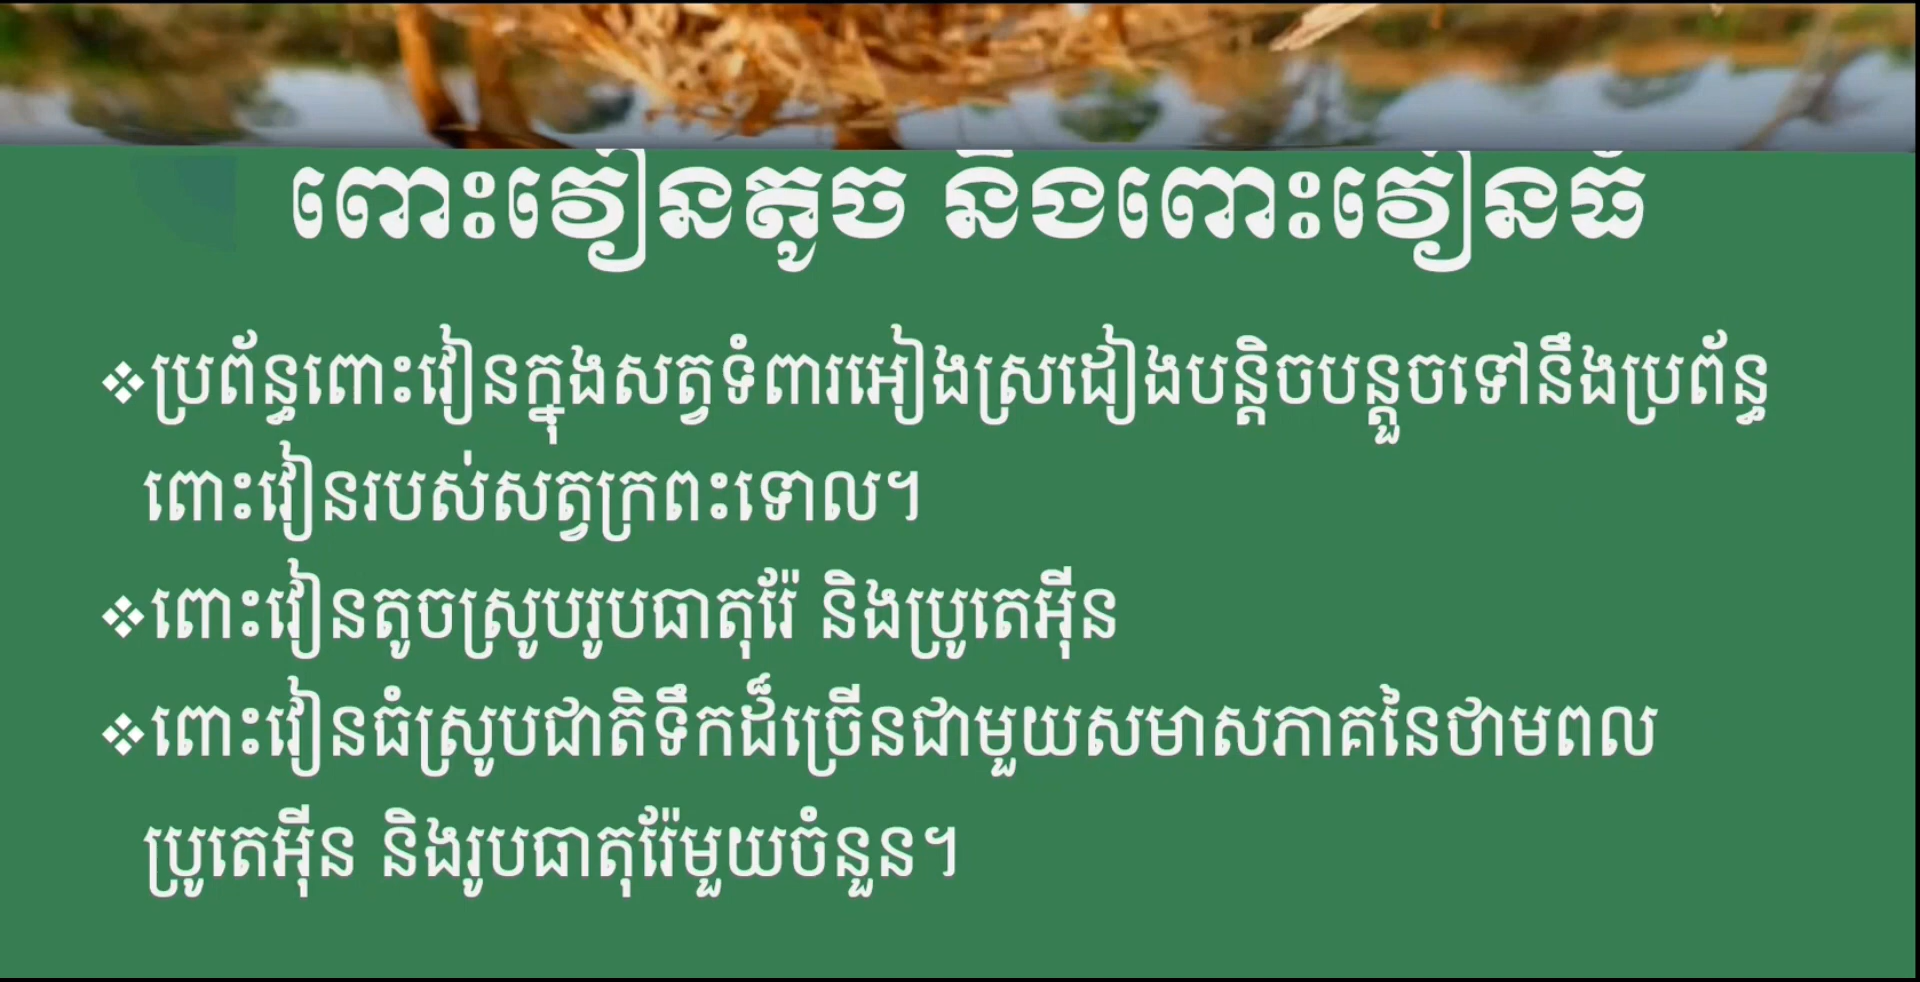 ពោះវៀនតូច និងពោះវៀនធំ
❖ប្រព័ន្ធពោះវៀនក្នុងសត្វទំពារអៀងស្រដៀងបន្តិចបន្តួចទៅនឹងប្រព័ន្ធ
ពោះវៀនរបស់សត្វក្រពះទោល។
❖ពោះវៀនតូចស្រូបរូបធាតុរ៉ែ និងប្រូតេអ៊ីន
❖ពោះវៀនធំស្រូបជាតិទឹកដ៏ច្រើនជាមួយសមាសភាគនៃថាមពល
ប្រូតេអ៊ីន និងរូបធាតុរ៉ែមួយចំនួន។